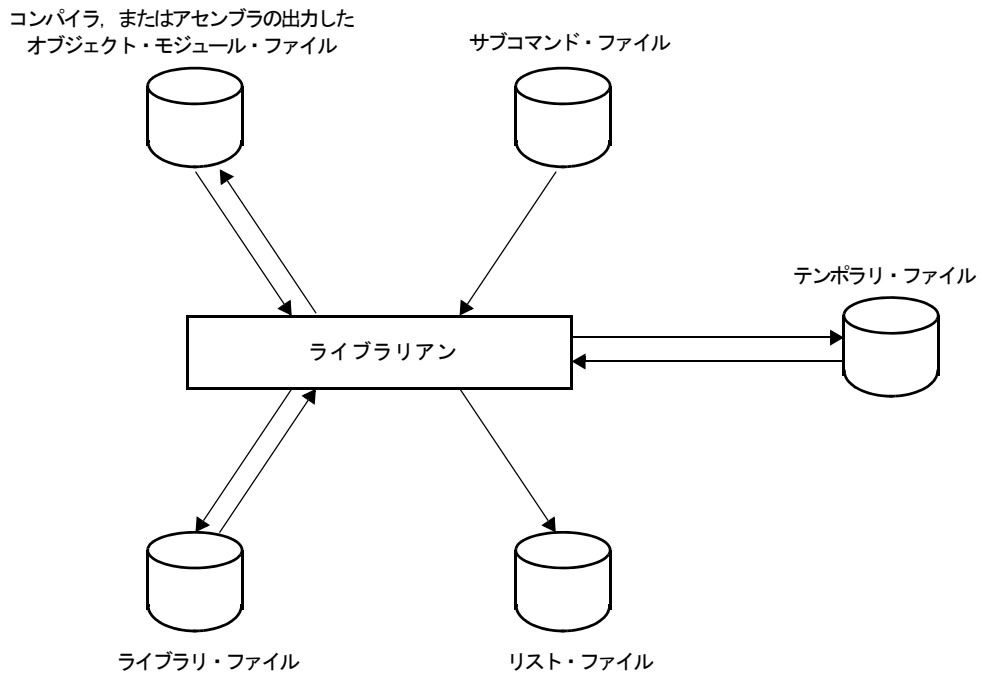 コンパイラ，またはアセンブラの出力した
オブジェクト・モジュール・ファイル
サブコマンド・ファイル
テンポラリ・ファイル
ライブラリアン
ライブラリ・ファイル
リスト・ファイル